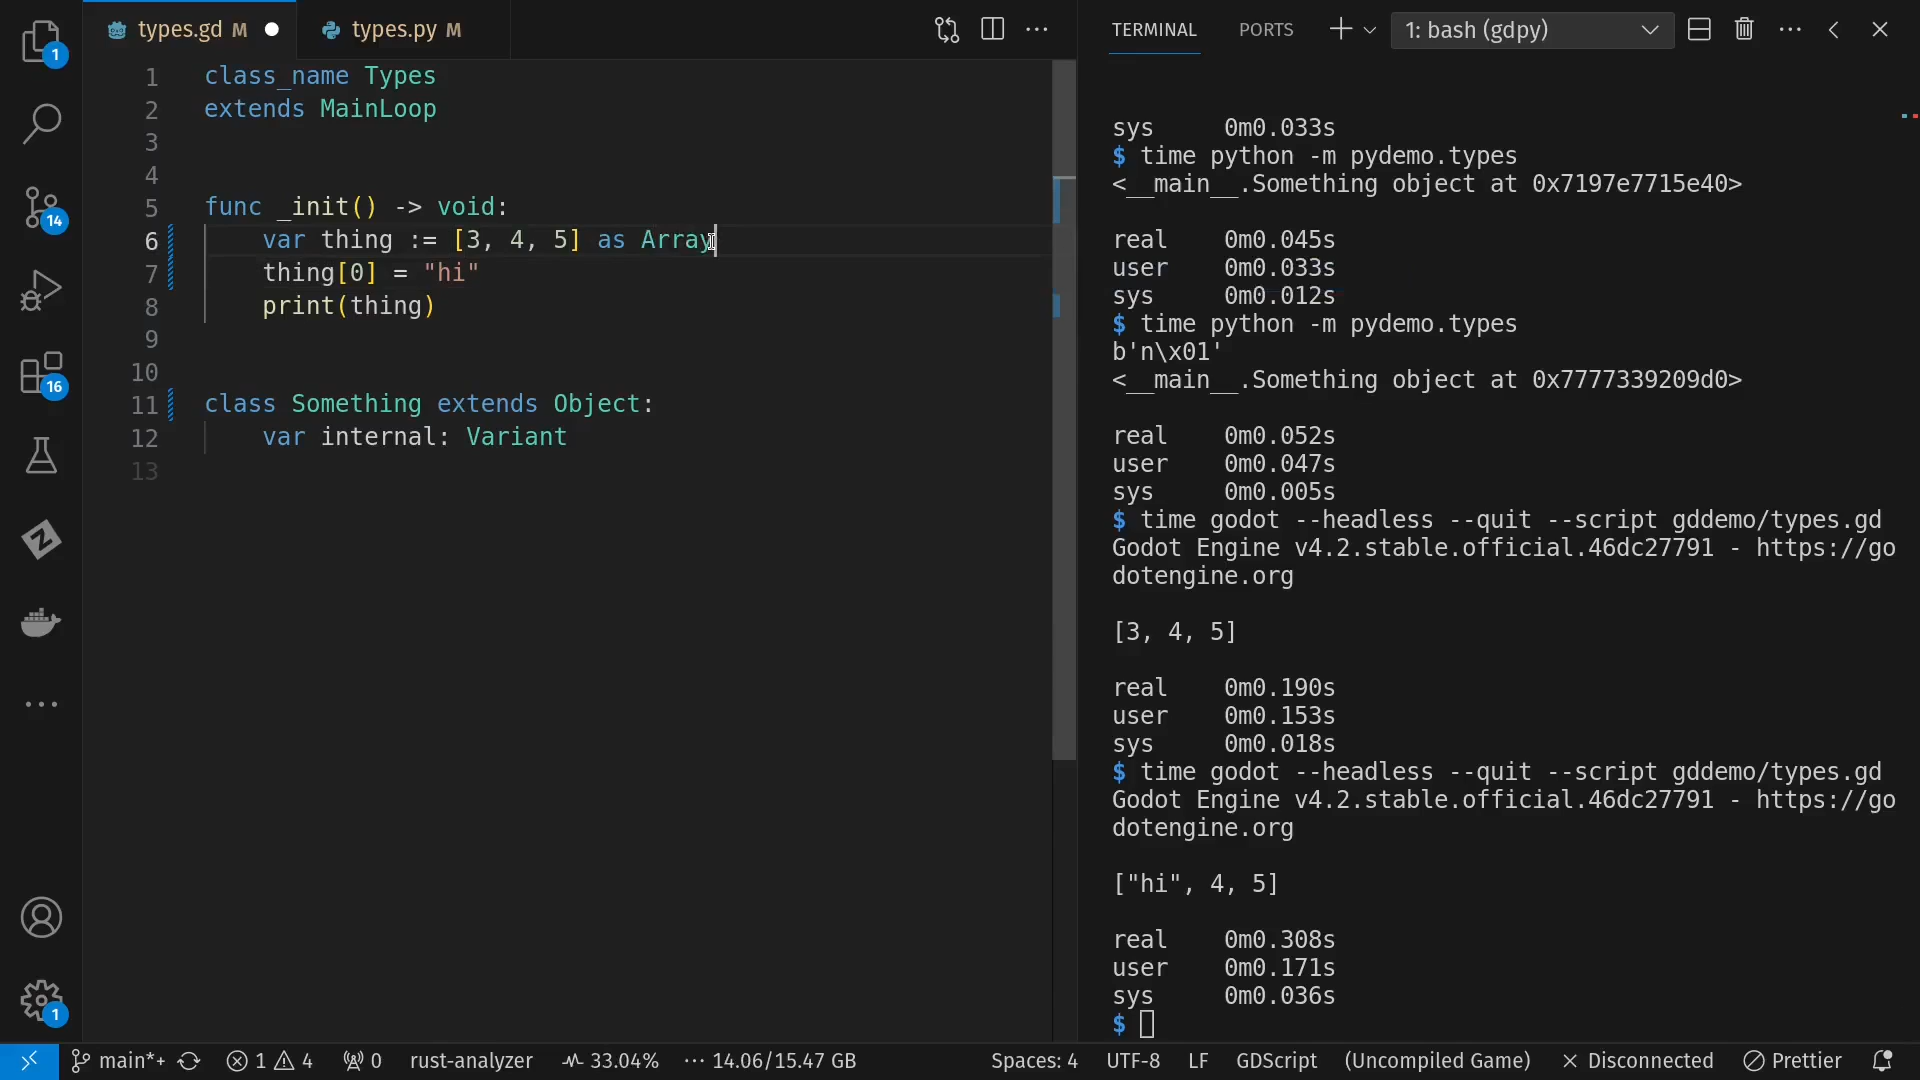 types.gd M
types.py M
TERMINAL
PORTS
1: bash (gdpy)
1
14
16
1
1 class_name Types
2 extends MainLoop
3
4
5 func _init() -> void:
6 var thing := [3, 4, 5] as Array
7 thing[0] = "hi"
8 print(thing)
9
10
11 class Something extends Object:
12 var internal: Variant
13
sys 0m0.033s
$ time python -m pydemo.types
<__main__.Something object at 0x7197e7715e40>
real 0m0.045s
user 0m0.033s
sys 0m0.012s
$ time python -m pydemo.types
b'n\x01'
<__main__.Something object at 0x7777339209d0>
real 0m0.052s
user 0m0.047s
sys 0m0.005s
$ time godot --headless --quit --script gddemo/types.gd
Godot Engine v4.2.stable.official.46dc27791 - https://go
dotengine.org
[3, 4, 5]
real 0m0.190s
user 0m0.153s
sys 0m0.018s
$ time godot --headless --quit --script gddemo/types.gd
Godot Engine v4.2.stable.official.46dc27791 - https://go
dotengine.org
["hi", 4, 5]
real 0m0.308s
user 0m0.171s
sys 0m0.036s
$
main*+ 1 4 0 rust-analyzer 33.04% 14.06/15.47 GB Spaces: 4 UTF-8 LF GDScript (Uncompiled Game) Disconnected Prettier